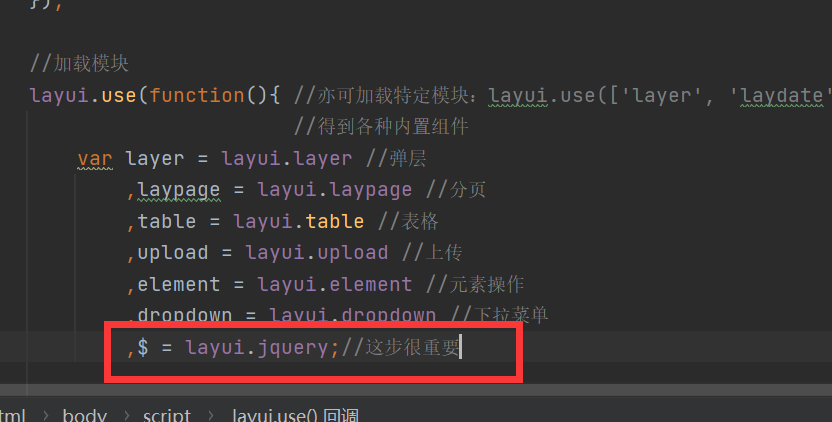 });
//加载模块
layui.use(function(){ //亦可加载特定模块：layui.use(['layer', 'laydate'
//得到各种内置组件
var layer = layui.layer //弹层
,laypage = layui.laypage //分页
,table = layui.table //表格
,upload = layui.upload //上传
,element = layui.element //元素操作
,dropdown = layui.dropdown //下拉菜单
,$ = layui.jquery;//这步很重要
tml › body › script › layui.use() 回调